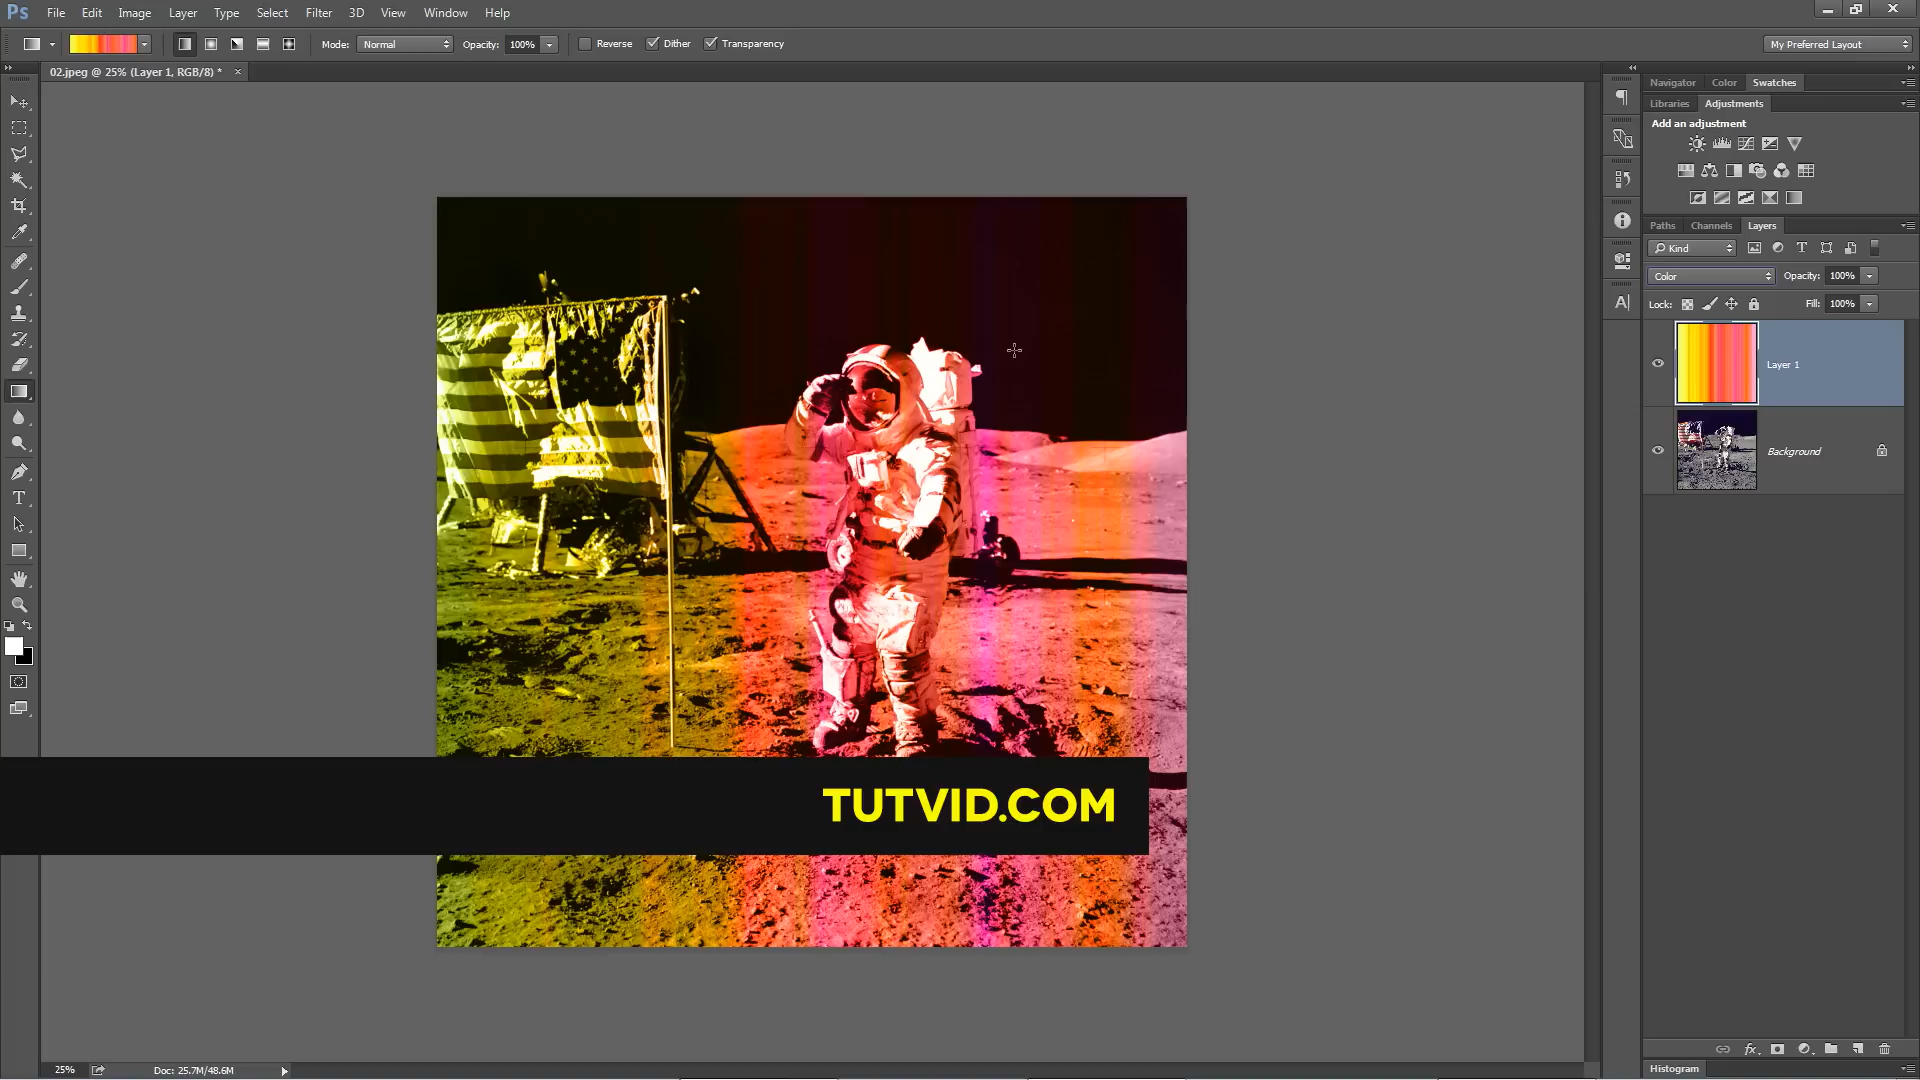 Ps File Edit Image Layer Type Select Filter 3D View Window Help
Mode: Normal Opacity: 100% Reverse Dither Transparency My Preferred Layout
02.jpeg @ 25% (Layer 1, RGB/8) *
Navigator Color Swatches
Libraries Adjustments
Add an adjustment
Paths Channels Layers
Kind
Color Opacity: 100%
Lock: Fill: 100%
Layer 1
Background
TUTVID.COM
25% Doc: 25.7M/48.6M
Histogram